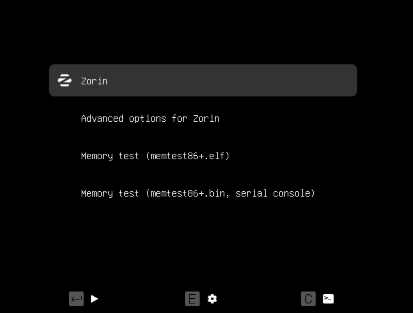 Zorin
Advanced options for Zorin
Memory test (memtest86+.elf)
Memory test (memtest86+.bin, serial console)
E
C